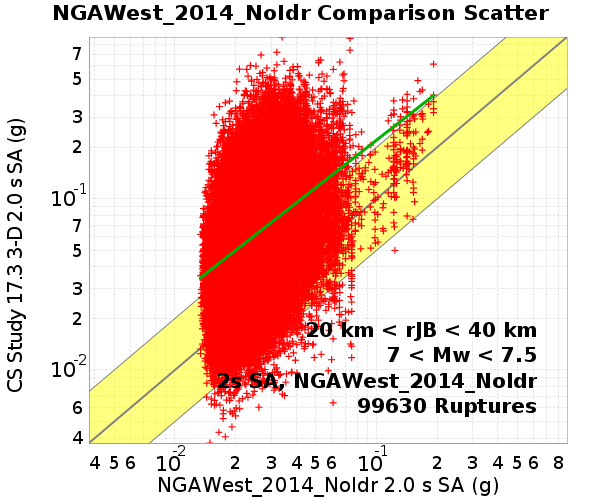 NGAWest_2014_NoIdr Comparison Scatter
CS Study 17.3 3-D 2.0 s SA (g)
7
5
3
2
10-1
7
5
3
2
10-2
6
4
20 km < rJB < 40 km
7 < Mw < 7.5
2s SA, NGAWest_2014_NoIdr
99630 Ruptures
4 5 6 10-2 2 3 4 5 6 10-1 2 3 4 5 6 8
NGAWest_2014_NoIdr 2.0 s SA (g)